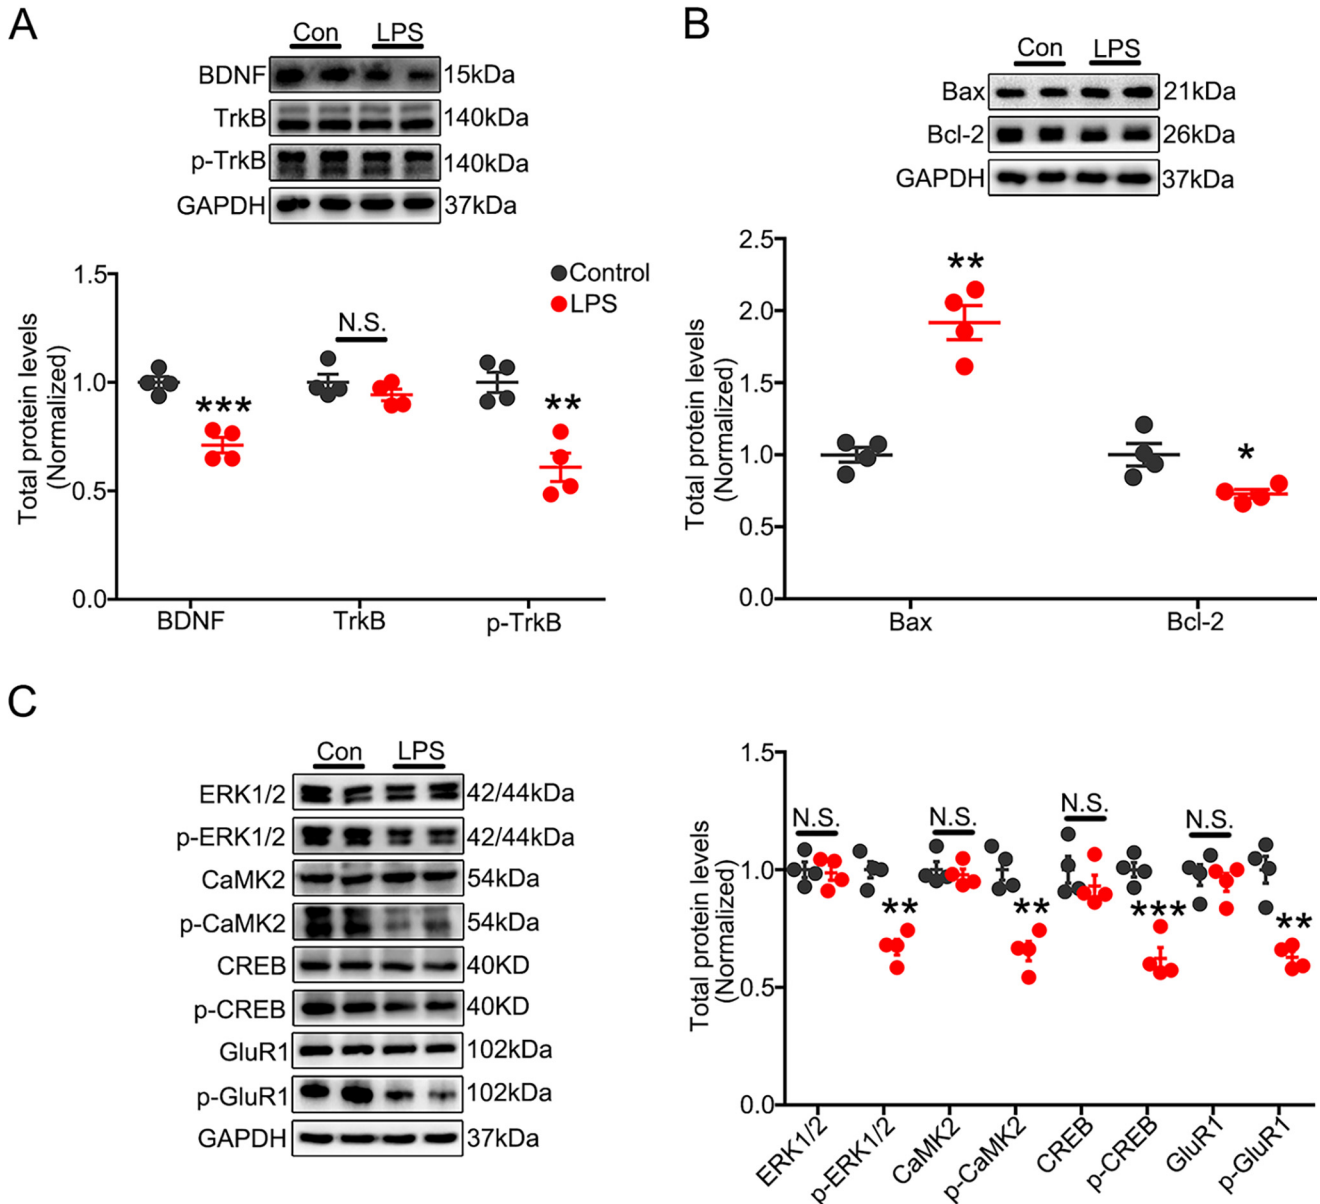 A
Con LPS
BDNF 15kDa
TrkB 140kDa
p-TrkB 140kDa
GAPDH 37kDa
Total protein levels
(Normalized)
1.5
1.0
0.5
0.0
Control
LPS
***
N.S.
**
BDNF TrkB p-TrkB
B
Con LPS
Bax 21kDa
Bcl-2 26kDa
GAPDH 37kDa
Total protein levels
(Normalized)
2.5
2.0
1.5
1.0
0.5
0.0
**
*
Bax Bcl-2
C
Con LPS
ERK1/2 42/44kDa
p-ERK1/2 42/44kDa
CaMK2 54kDa
p-CaMK2 54kDa
CREB 40KD
p-CREB 40KD
GluR1 102kDa
p-GluR1 102kDa
GAPDH 37kDa
Total protein levels
(Normalized)
1.5
1.0
0.5
0.0
N.S. N.S. N.S. N.S.
** ** *** **
ERK1/2
p-ERK1/2
CaMK2
p-CaMK2
CREB
p-CREB
GluR1
p-GluR1